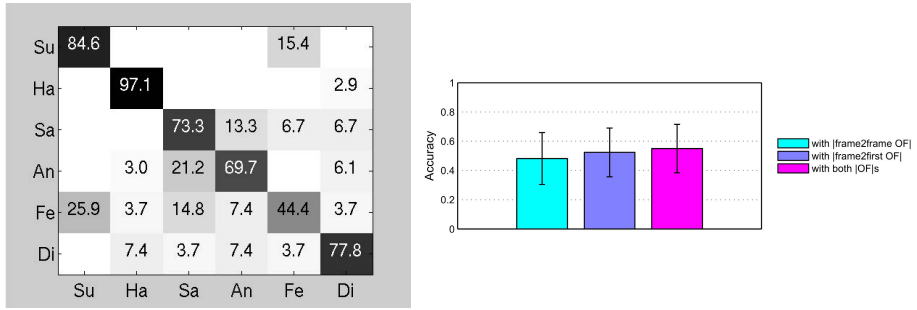 Su 84.6 15.4
Ha 97.1 2.9
Sa 73.3 13.3 6.7 6.7
An 3.0 21.2 69.7 6.1
Fe 25.9 3.7 14.8 7.4 44.4 3.7
Di 7.4 3.7 7.4 3.7 77.8
Su Ha Sa An Fe Di
Accuracy
1
0.8
0.6
0.4
0.2
0
with |frame2frame OF|
with |frame2first OF|
with both |OF|s